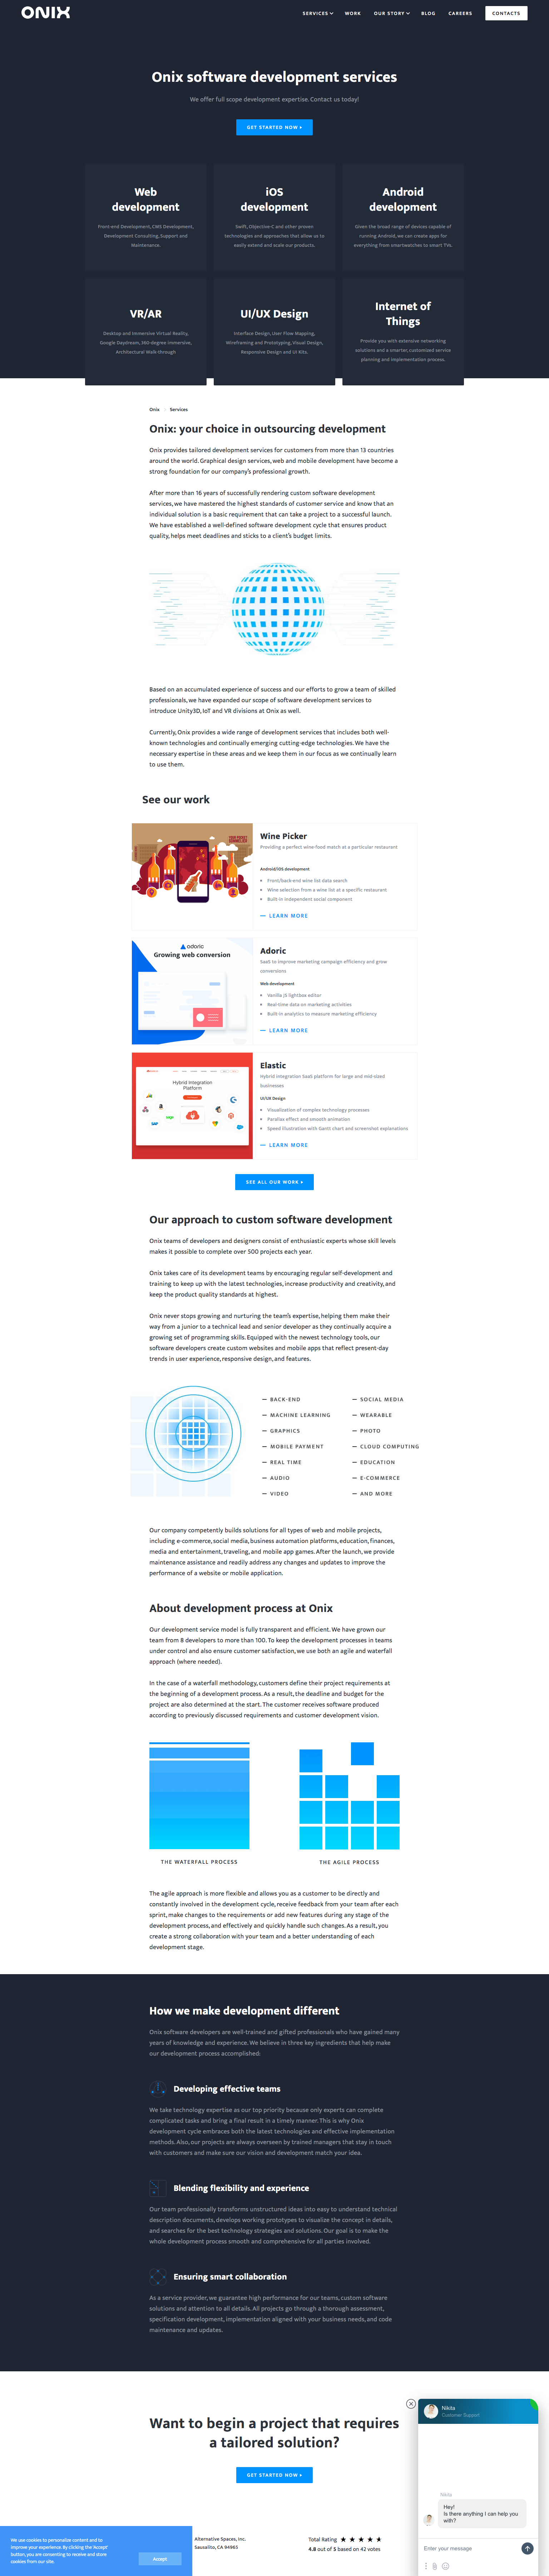 ONIX
SERVICES
WORK
OUR STORY
BLOG
CAREERS
CONTACTS
Onix software development services
We offer full scope development expertise. Contact us today!
GET STARTED NOW
Web
development
Front-end Development, CMS Development,
Development Consulting, Support and
Maintenance.
iOS
development
Swift, Objective-C and other proven
technologies and approaches that allow us to
easily extend and scale our products.
Android
development
Given the broad range of devices capable of
running Android, we can create apps for
everything from smartwatches to smart TVs.
VR/AR
Desktop and Immersive Virtual Reality,
Google Daydream, 360-degree immersive,
Architectural Walk-through
UI/UX Design
Interface Design, User Flow Mapping,
Wireframing and Prototyping, Visual Design,
Responsive Design and UI Kits.
Internet of
Things
Provide you with extensive networking
solutions and a smarter, customized service
planning and implementation process.
Onix
Services
Onix: your choice in outsourcing development
Onix provides tailored development services for customers from more than 13 countries
around the world. Graphical design services, web and mobile development have become a
strong foundation for our company's professional growth.
After more than 16 years of successfully rendering custom software development
services, we have mastered the highest standards of customer service and know that an
individual solution is a basic requirement that can take a project to a successful launch.
We have established a well-defined software development cycle that ensures product
quality, helps meet deadlines and sticks to a client's budget limits.
Based on an accumulated experience of success and our efforts to grow a team of skilled
professionals, we have expanded our scope of software development services to
introduce Unity3D, IoT and VR divisions at Onix as well.
Currently, Onix provides a wide range of development services that includes both well-
known technologies and continually emerging cutting-edge technologies. We have the
necessary expertise in these areas and we keep them in our focus as we continually learn
to use them.
See our work
Wine Picker
Providing a perfect wine-food match at a particular restaurant
Android/iOS development
Front/back-end wine list data search
Wine selection from a wine list at a specific restaurant
Built-in independent social component
LEARN MORE
adoric
Growing web conversion
Adoric
SaaS to improve marketing campaign efficiency and grow
conversions
Web development
Vanilla JS lightbox editor
Real-time data on marketing activities
Built-in analytics to measure marketing efficiency
LEARN MORE
Hybrid Integration
Platform
Elastic
Hybrid integration SaaS platform for large and mid-sized
businesses
UI/UX Design
Visualization of complex technology processes
Parallax effect and smooth animation
Speed illustration with Gantt chart and screenshot explanations
LEARN MORE
SEE ALL OUR WORK
Our approach to custom software development
Onix teams of developers and designers consist of enthusiastic experts whose skill levels
makes it possible to complete over 500 projects each year.
Onix takes care of its development teams by encouraging regular self-development and
training to keep up with the latest technologies, increase productivity and creativity, and
keep the product quality standards at highest.
Onix never stops growing and nurturing the team's expertise, helping them make their
way from a junior to a technical lead and senior developer as they continually acquire a
growing set of programming skills. Equipped with the newest technology tools, our
software developers create custom websites and mobile apps that reflect present-day
trends in user experience, responsive design, and features.
BACK-END
MACHINE LEARNING
GRAPHICS
MOBILE PAYMENT
REAL TIME
AUDIO
VIDEO
SOCIAL MEDIA
WEARABLE
PHOTO
CLOUD COMPUTING
EDUCATION
E-COMMERCE
AND MORE
Our company competently builds solutions for all types of web and mobile projects,
including e-commerce, social media, business automation platforms, education, finances,
media and entertainment, traveling, and mobile app games. After the launch, we provide
maintenance assistance and readily address any changes and updates to improve the
performance of a website or mobile application.
About development process at Onix
Our development service model is fully transparent and efficient. We have grown our
team from 8 developers to more than 100. To keep the development processes in teams
under control and also ensure customer satisfaction, we use both an agile and waterfall
approach (where needed).
In the case of a waterfall methodology, customers define their project requirements at
the beginning of a development process. As a result, the deadline and budget for the
project are also determined at the start. The customer receives software produced
according to previously discussed requirements and customer development vision.
THE WATERFALL PROCESS
THE AGILE PROCESS
The agile approach is more flexible and allows you as a customer to be directly and
constantly involved in the development cycle, receive feedback from your team after each
sprint, make changes to the requirements or add new features during any stage of the
development process, and effectively and quickly handle such changes. As a result, you
create a strong collaboration with your team and a better understanding of each
development stage.
How we make development different
Onix software developers are well-trained and gifted professionals who have gained many
years of knowledge and experience. We believe in three key ingredients that help make
our development process accomplished:
Developing effective teams
We take technology expertise as our top priority because only experts can complete
complicated tasks and bring a final result in a timely manner. This is why Onix
development cycle embraces both the latest technologies and effective implementation
methods. Also, our projects are always overseen by trained managers that stay in touch
with customers and make sure our vision and development match your idea.
Blending flexibility and experience
Our team professionally transforms unstructured ideas into easy to understand technical
description documents, develops working prototypes to visualize the concept in details,
and searches for the best technology strategies and solutions. Our goal is to make the
whole development process smooth and comprehensive for all parties involved.
Ensuring smart collaboration
As a service provider, we guarantee high performance for our teams, custom software
solutions and attention to all details. All projects go through a thorough assessment,
specification development, implementation aligned with your business needs, and code
maintenance and updates.
Want to begin a project that requires
a tailored solution?
GET STARTED NOW
Nikita
Customer Support
Nikita
Hey!
Is there anything I can help you
with?
Enter your message
We use cookies to personalize content and to
improve your experience. By clicking the 'Accept'
button, you are consenting to receive and store
cookies from our site.
Accept
Alternative Spaces, Inc.
Sausalito, CA 94965
Total Rating
4.8 out of 5 based on 42 votes